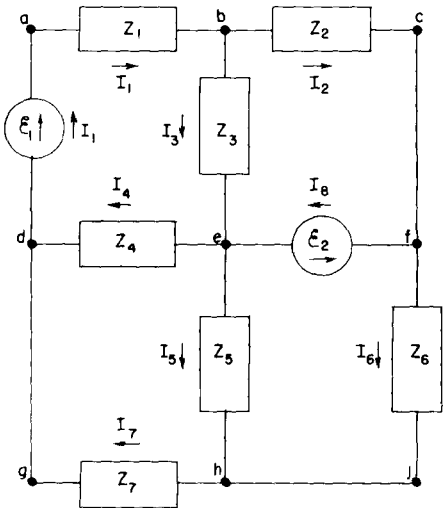 a Z₁ b Z₂ c
I₁ I₂
ℰ₁ I₁ I₃ Z₃
I₄ I₈
d Z₄ e ℰ₂ f
I₅ Z₅ I₆ Z₆
I₇
g Z₇ h j